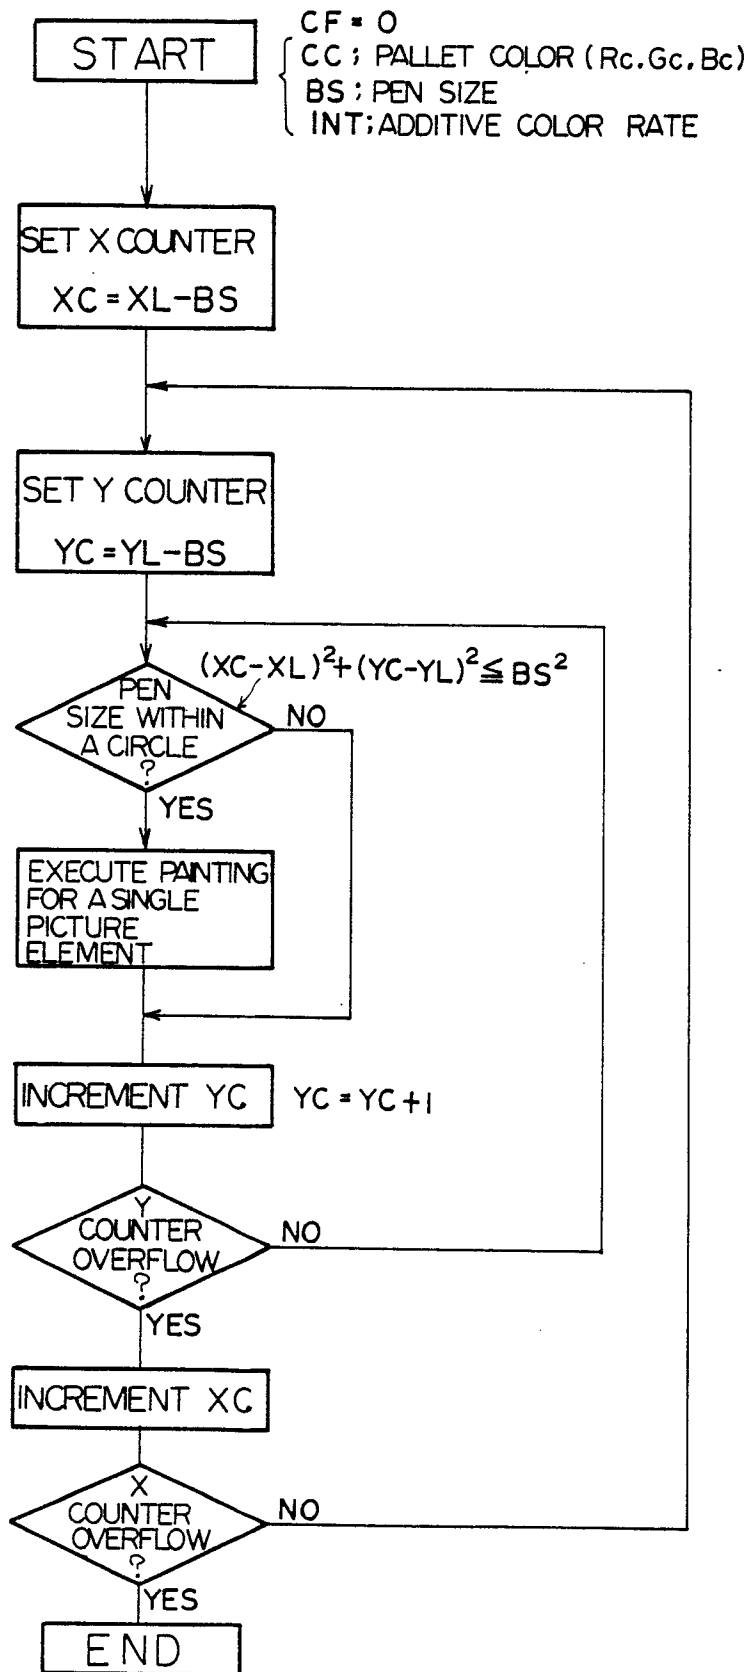 START
CF = 0
CC ; PALLET COLOR (Rc.Gc.Bc)
BS ; PEN SIZE
INT; ADDITIVE COLOR RATE
SET X COUNTER
XC = XL-BS
SET Y COUNTER
YC = YL-BS
(XC-XL)²+(YC-YL)²≦BS²
PEN
SIZE WITHIN
A CIRCLE
?
NO
YES
EXECUTE PAINTING
FOR A SINGLE
PICTURE
ELEMENT
INCREMENT YC
YC = YC+1
Y
COUNTER
OVERFLOW
?
NO
YES
INCREMENT XC
X
COUNTER
OVERFLOW
?
NO
YES
END